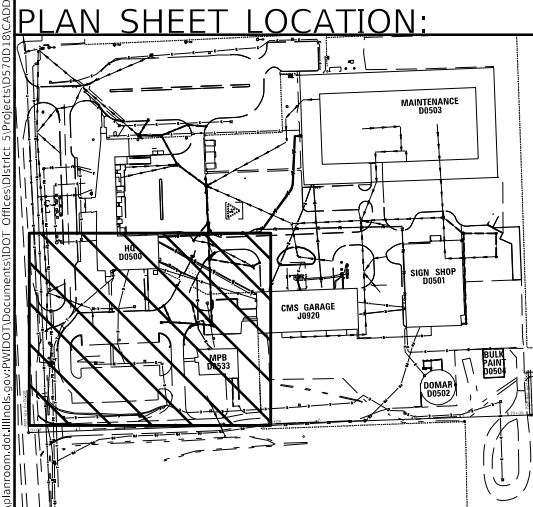 PLAN SHEET LOCATION:
planroom.dot.illinois.gov:PWIDOT\Documents\IDOT Offices\District 5\Projects\D570D18\CADD
MAINTENANCE
D0503
HQ
D0500
SIGN SHOP
D0501
CMS GARAGE
J0920
MPB
D0533
BULK
PAINT
D0504
DOMAR
D0502